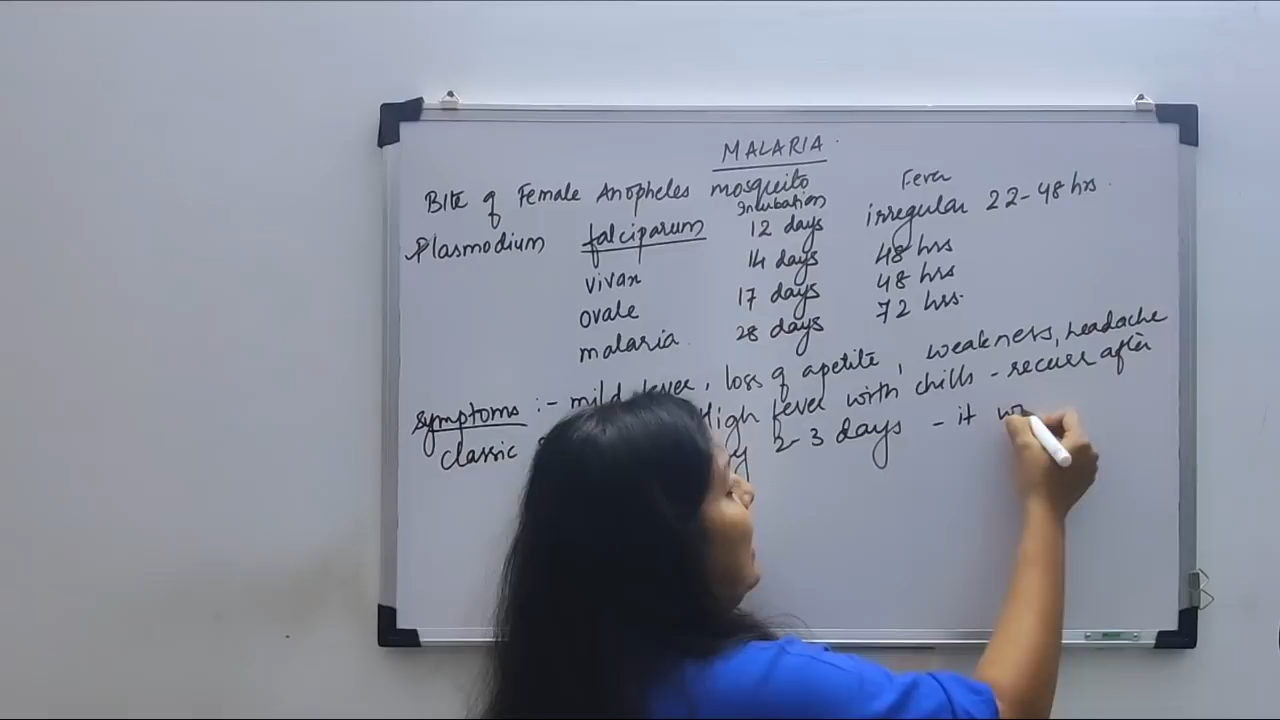 MALARIA
Bite of Female Anopheles mosquito
Incubation Fever
Plasmodium falciparum 12 days irregular 22-48 hrs.
vivax 14 days 48 hrs
ovale 17 days 48 hrs
malaria 28 days 72 hrs.
Symptoms :- mild fever, loss of apetite, weakness, headache
classic High fever with chills - recurr after
2-3 days - it